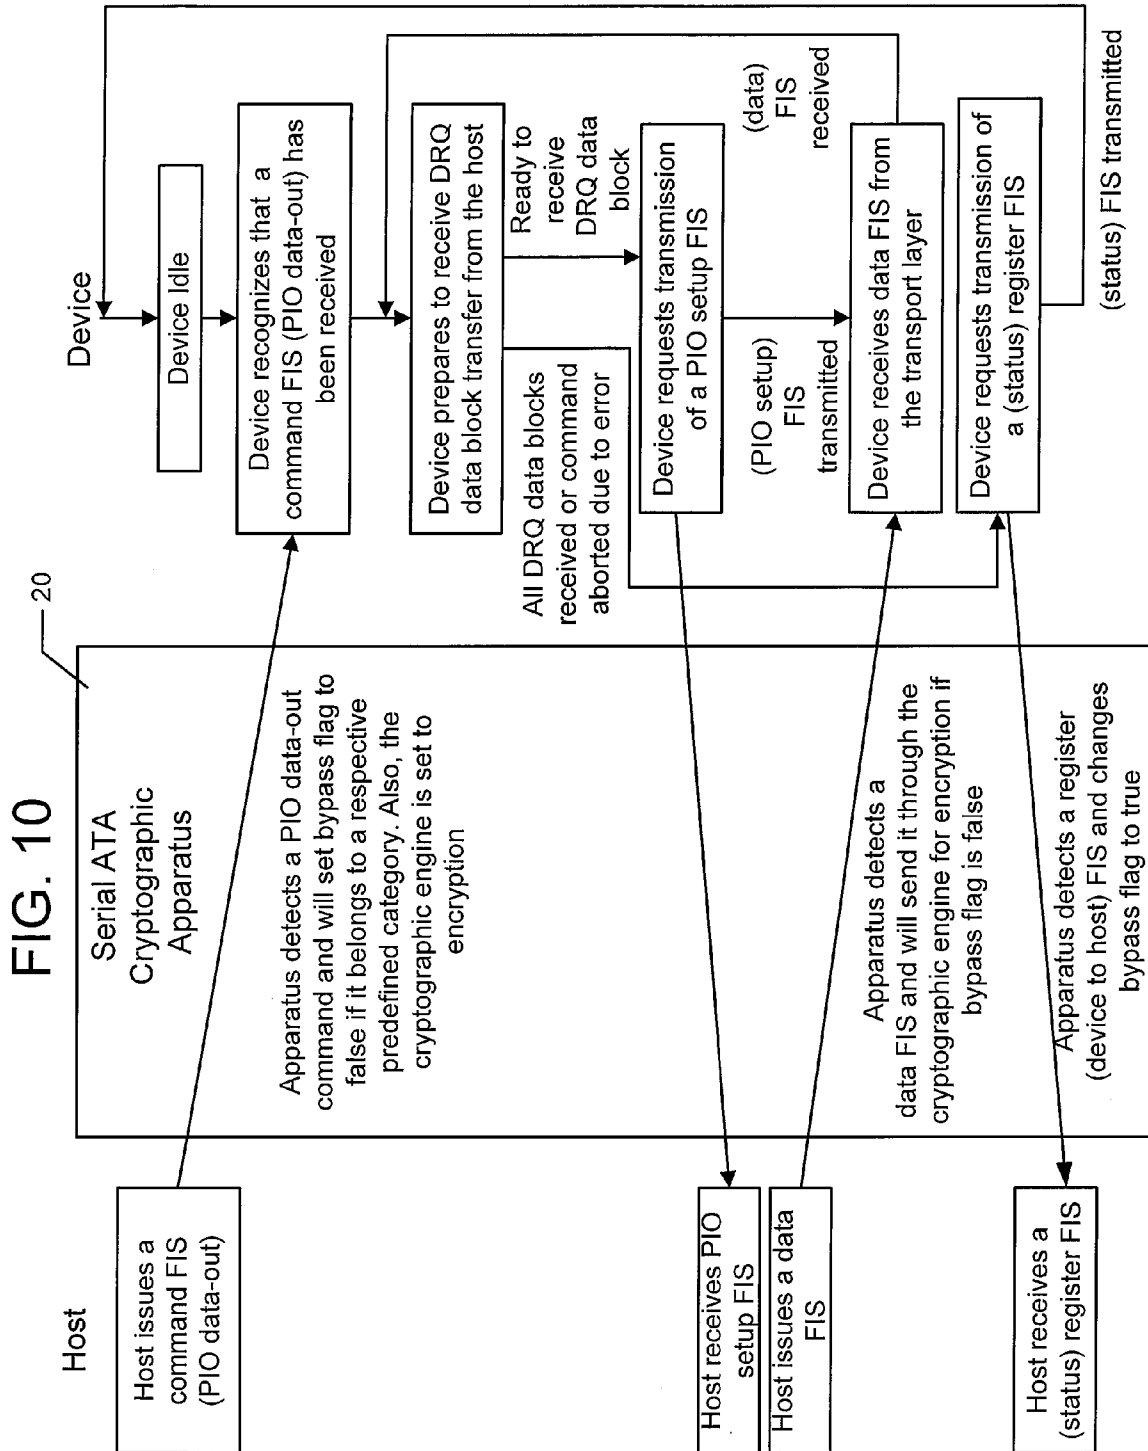 FIG. 10
Host
Host issues a
command FIS
(PIO data-out)
Host receives PIO
setup FIS
Host issues a data
FIS
Host receives a
(status) register FIS
Serial ATA
Cryptographic
Apparatus
20
Apparatus detects a PIO data-out
command and will set bypass flag to
false if it belongs to a respective
predefined category. Also, the
cryptographic engine is set to
encryption
Apparatus detects a
data FIS and will send it through the
cryptographic engine for encryption if
bypass flag is false
Apparatus detects a register
(device to host) FIS and changes
bypass flag to true
Device
Device Idle
Device recognizes that a
command FIS (PIO data-out) has
been received
Device prepares to receive DRQ
data block transfer from the host
All DRQ data blocks
received or command
aborted due to error
Ready to
receive
DRQ data
block
Device requests transmission
of a PIO setup FIS
(PIO setup)
FIS
transmitted
(data)
FIS
received
Device receives data FIS from
the transport layer
Device requests transmission of
a (status) register FIS
(status) FIS transmitted